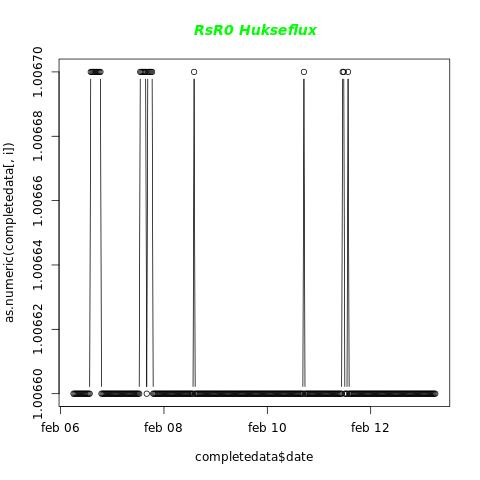 RsR0 Hukseflux
as.numeric(completedata[, i])
1.00670
1.00668
1.00666
1.00664
1.00662
1.00660
feb 06 feb 08 feb 10 feb 12
completedata$date